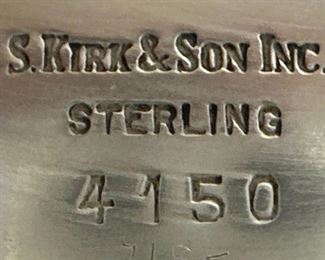 S. KIRK & SON INC.
STERLING
4150